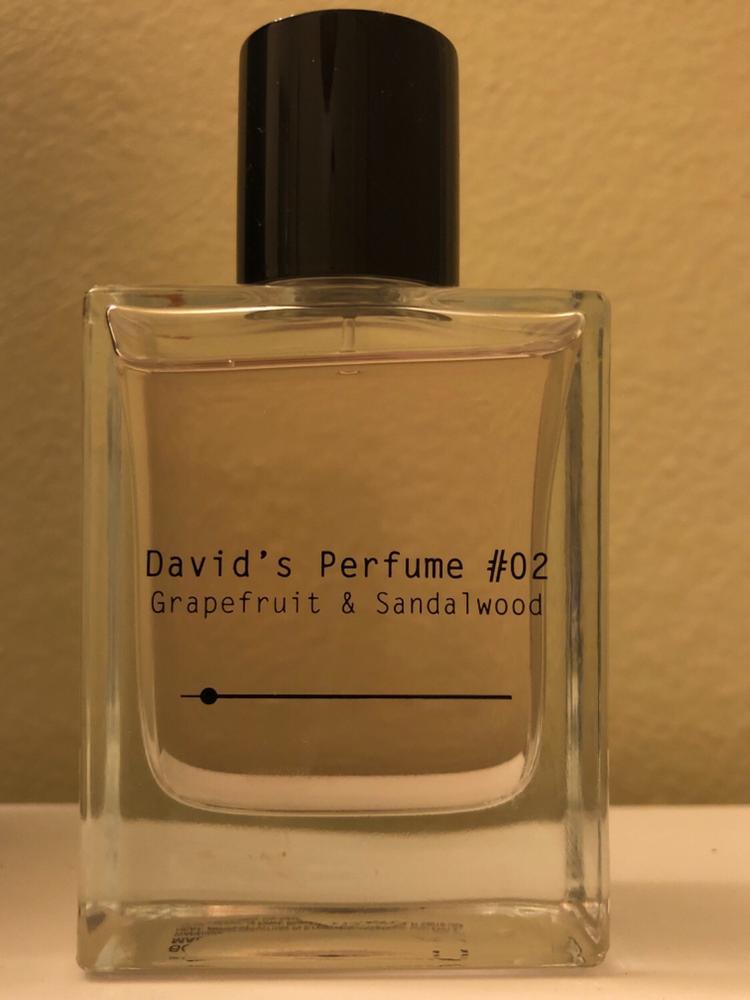 David's Perfume #02
Grapefruit & Sandalwood